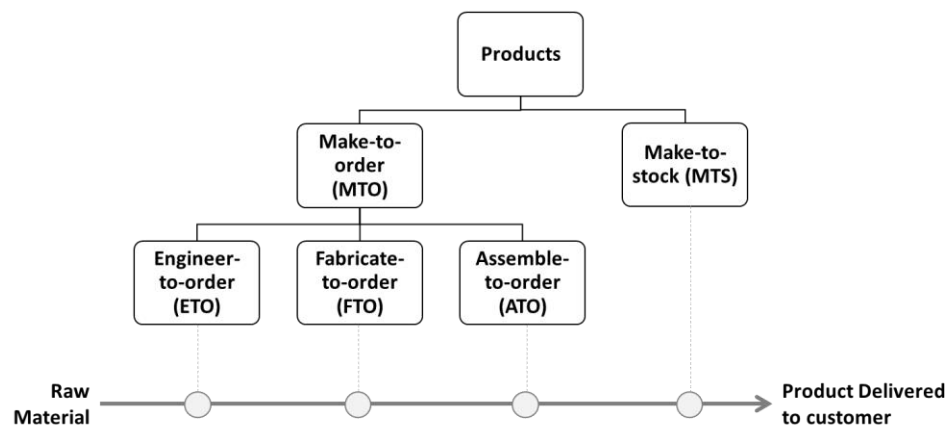 Products
Make-to-
order
(MTO)
Make-to-
stock (MTS)
Engineer-
to-order
(ETO)
Fabricate-
to-order
(FTO)
Assemble-
to-order
(ATO)
Raw
Material
Product Delivered
to customer